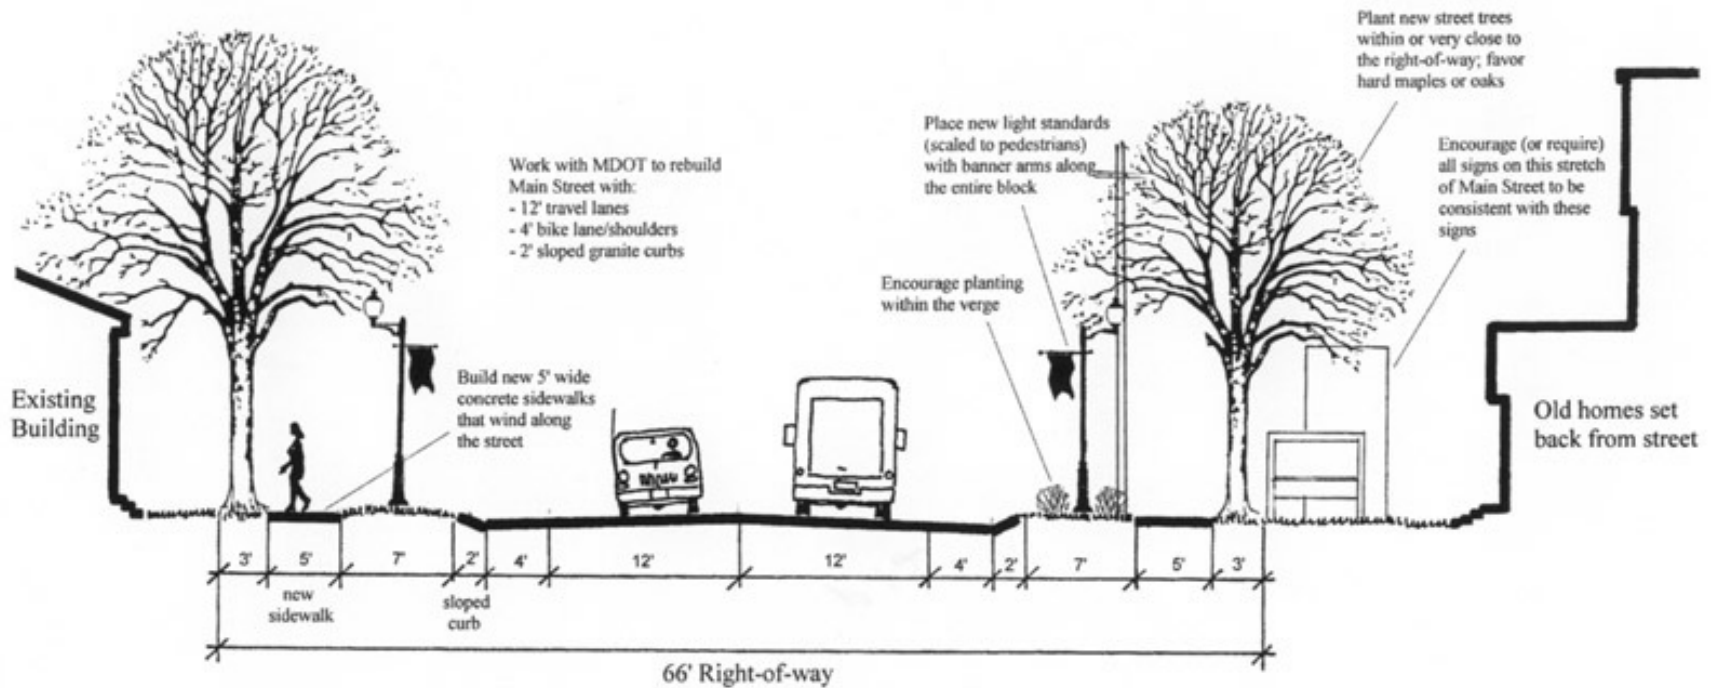 Plant new street trees
within or very close to
the right-of-way; favor
hard maples or oaks
Place new light standards
(scaled to pedestrians)
with banner arms along
the entire block
Encourage (or require)
all signs on this stretch
of Main Street to be
consistent with these
signs
Work with MDOT to rebuild
Main Street with:
- 12' travel lanes
- 4' bike lane/shoulders
- 2' sloped granite curbs
Encourage planting
within the verge
Build new 5' wide
concrete sidewalks
that wind along
the street
Existing
Building
Old homes set
back from street
3' 5' 7' 2' 4' 12' 12' 4' 2' 7' 5' 3'
new
sidewalk
sloped
curb
66' Right-of-way